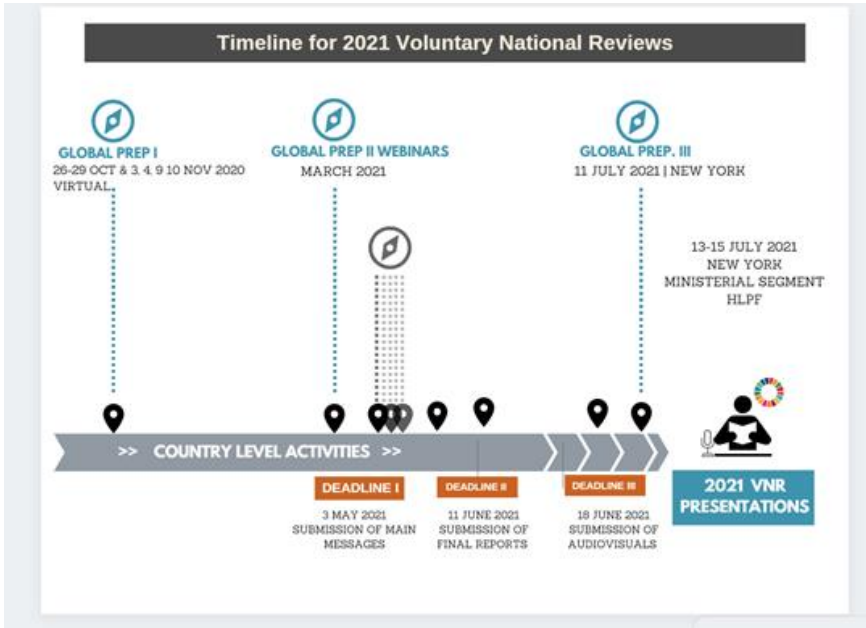 Timeline for 2021 Voluntary National Reviews
GLOBAL PREP I
26-29 OCT & 3. 4. 9 10 NOV 2020
VIRTUAL
GLOBAL PREP II WEBINARS
MARCH 2021
GLOBAL PREP. III
11 JULY 2021 | NEW YORK
13-15 JULY 2021
NEW YORK
MINISTERIAL SEGMENT
HLPF
>> COUNTRY LEVEL ACTIVITIES >>
DEADLINE I
3 MAY 2021
SUBMISSION OF MAIN
MESSAGES
DEADLINE II
11 JUNE 2021
SUBMISSION OF
FINAL REPORTS
DEADLINE III
18 JUNE 2021
SUBMISSION OF
AUDIOVISUALS
2021 VNR
PRESENTATIONS